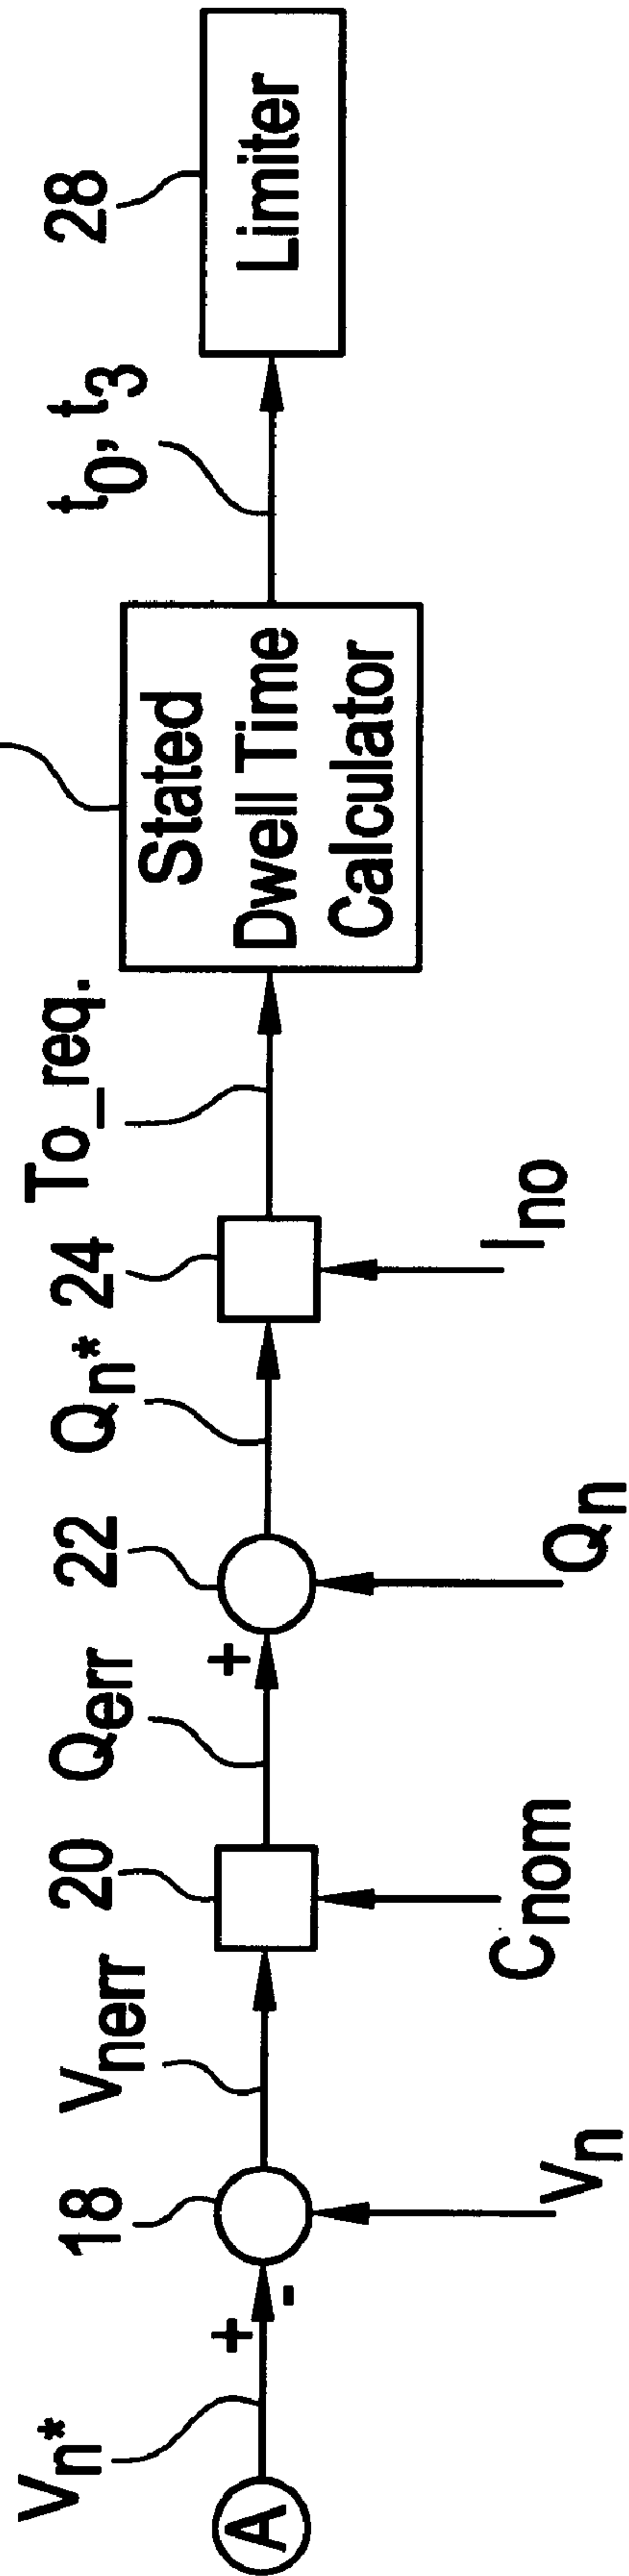 A
Vn*
+
-
18
Vn
Vnerr
20
Cnom
Qerr
+
22
Qn
Qn*
24
Ino
To_req.
Stated
Dwell Time
Calculator
t0, t3
28
Limiter